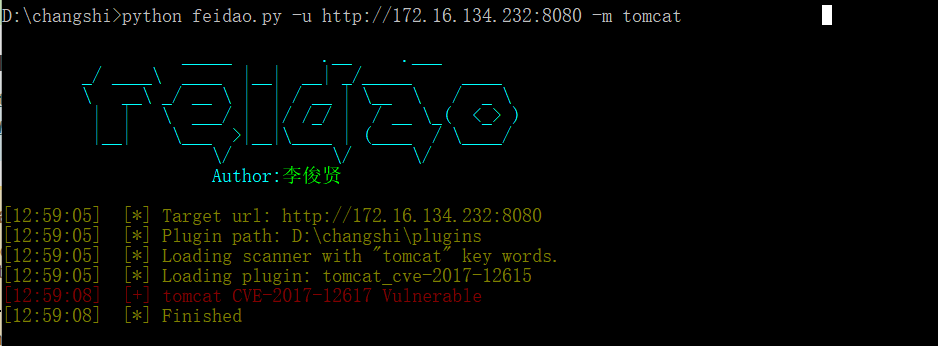 D:\changshi>python feidao.py -u http://172.16.134.232:8080 -m tomcat
feidao
Author:李俊贤
[12:59:05] [*] Target url: http://172.16.134.232:8080
[12:59:05] [*] Plugin path: D:\changshi\plugins
[12:59:05] [*] Loading scanner with "tomcat" key words.
[12:59:05] [*] Loading plugin: tomcat_cve-2017-12615
[12:59:08] [+] tomcat CVE-2017-12617 Vulnerable
[12:59:08] [*] Finished